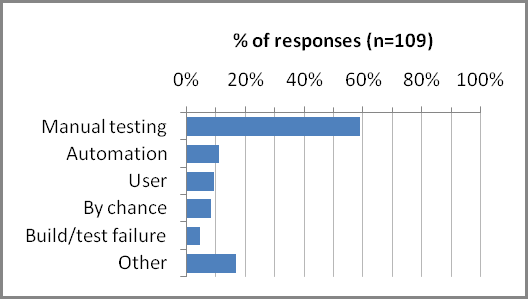 % of responses (n=109)
0% 20% 40% 60% 80% 100%
Manual testing
Automation
User
By chance
Build/test failure
Other